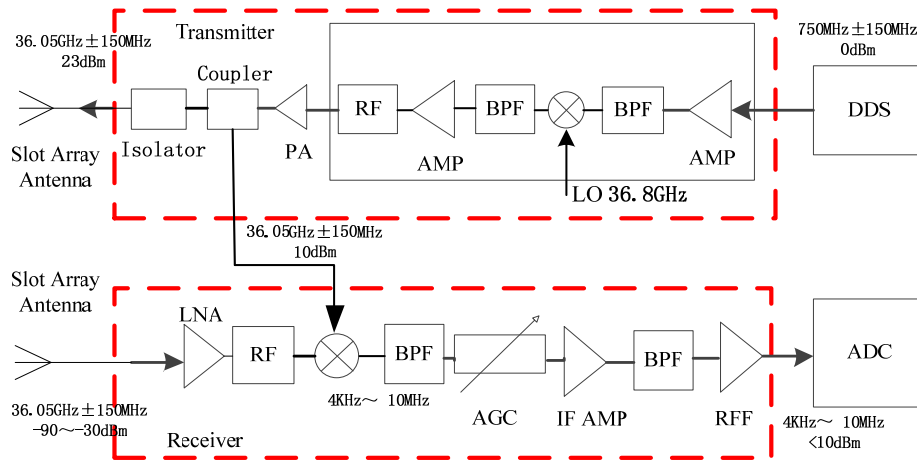 36.05GHz±150MHz
23dBm
Transmitter
750MHz±150MHz
0dBm
Coupler
RF
BPF
BPF
DDS
Isolator
PA
AMP
AMP
Slot Array
Antenna
LO 36.8GHz
36.05GHz±150MHz
10dBm
Slot Array
Antenna
LNA
RF
BPF
BPF
ADC
4KHz～ 10MHz
AGC
IF AMP
RFF
36.05GHz±150MHz
-90～-30dBm
4KHz～ 10MHz
<10dBm
Receiver